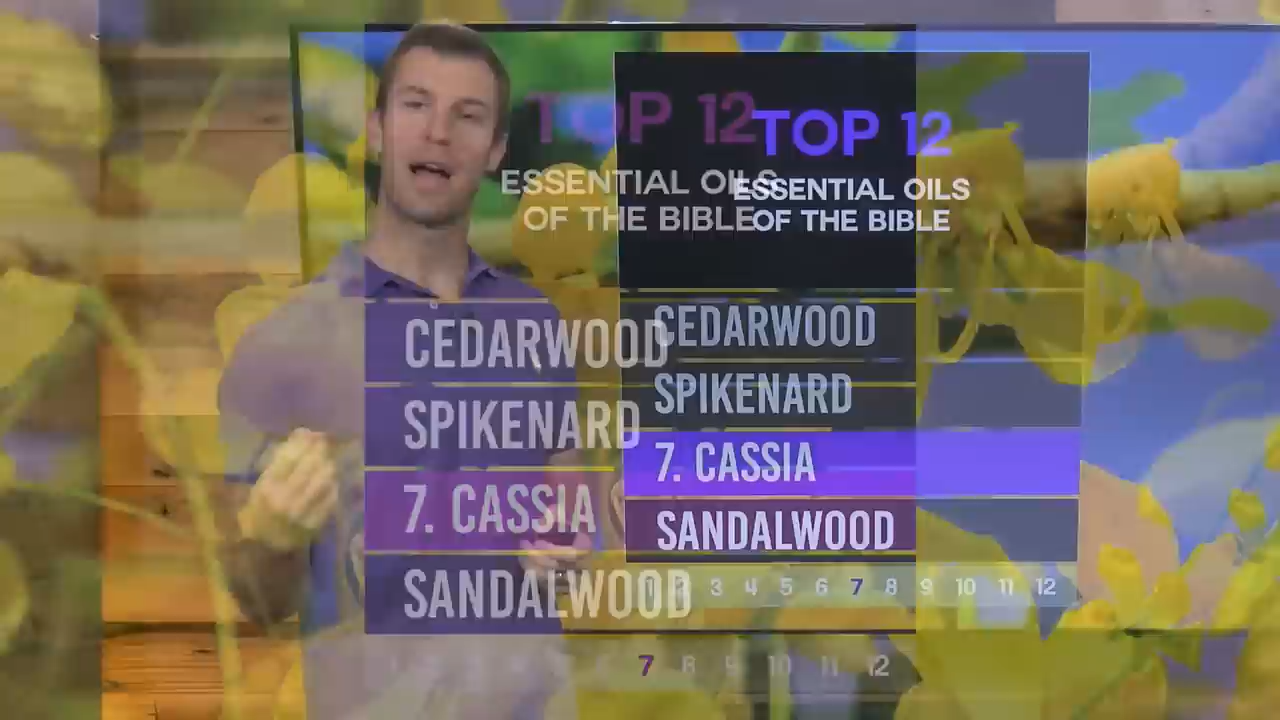 TOP 12
ESSENTIAL OILS
OF THE BIBLE
CEDARWOOD
SPIKENARD
7. CASSIA
SANDALWOOD
7 8 9 10 11 12
TOP 12
ESSENTIAL OILS
OF THE BIBLE
CEDARWOOD
SPIKENARD
7. CASSIA
SANDALWOOD
1 2 3 4 5 6 7 8 9 10 11 12